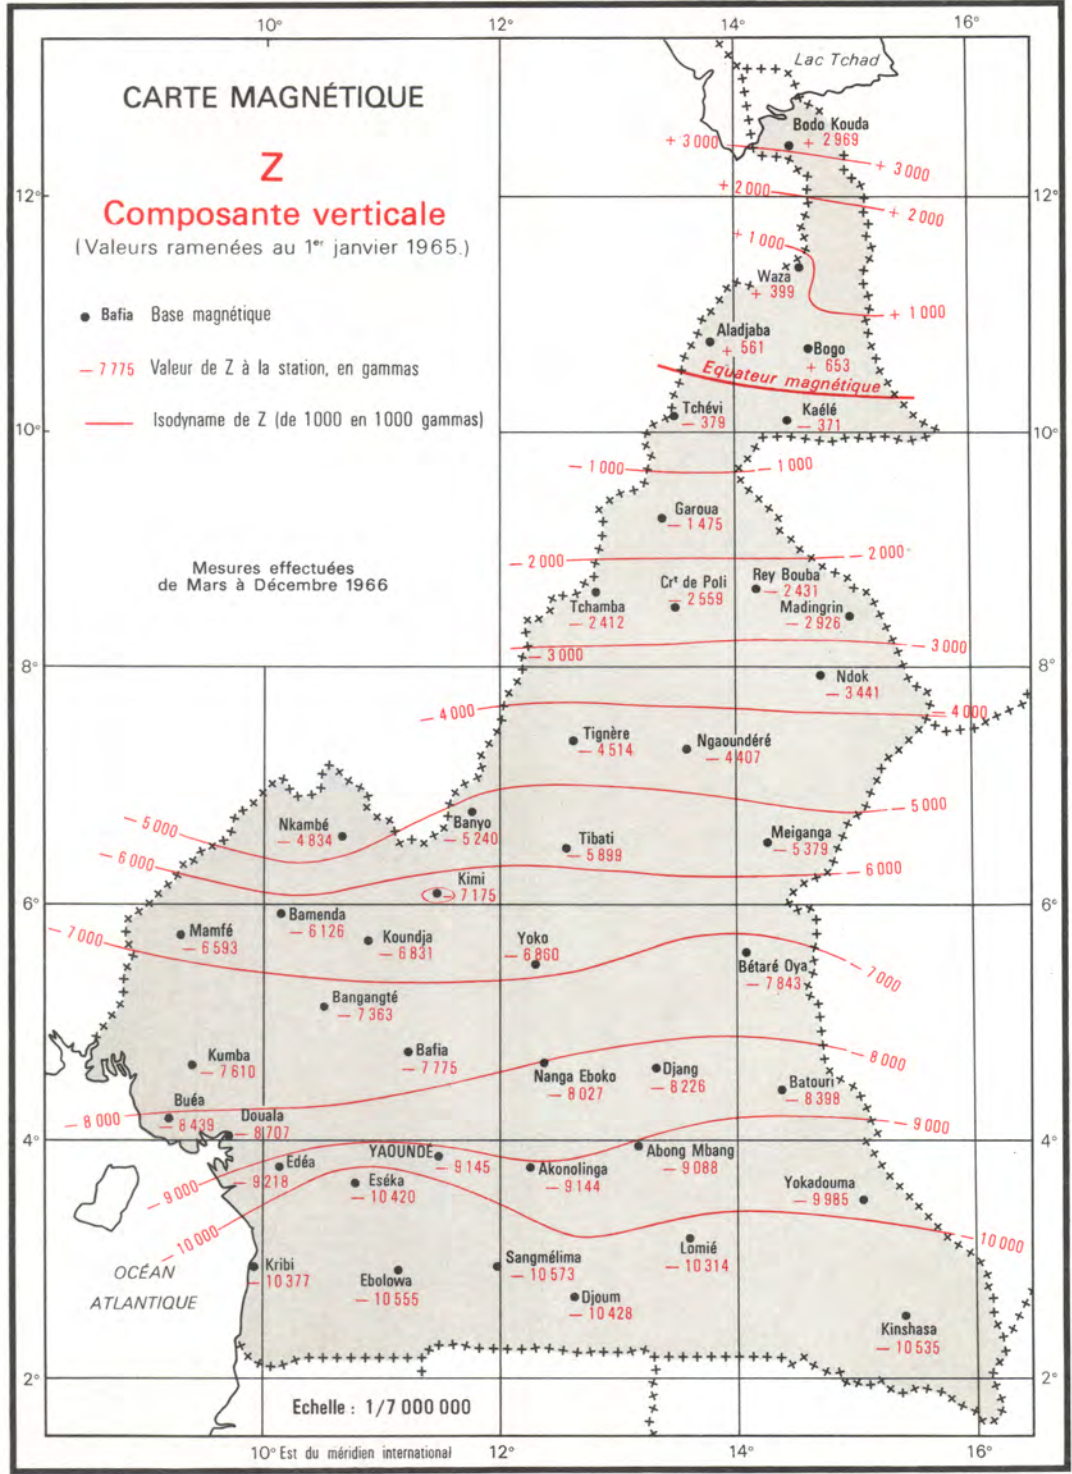 10°
12°
14°
16°
Lac Tchad
CARTE MAGNÉTIQUE
Z
Composante verticale
(Valeurs ramenées au 1er janvier 1965.)
Bafia Base magnétique
— 7 775 Valeur de Z à la station, en gammas
Isodyname de Z (de 1000 en 1000 gammas)
Mesures effectuées
de Mars à Décembre 1966
Bodo Kouda
+ 2 969
+ 3 000
+ 3 000
12°
12°
+ 2 000
+ 2 000
+ 1 000
+ 1 000
Waza
+ 399
Aladjaba
+ 561
Bogo
+ 653
Equateur magnétique
Tchévi
— 379
Kaélé
— 371
10°
10°
— 1 000
— 1 000
Garoua
— 1 475
— 2 000
— 2 000
Crt de Poli
— 2 559
Rey Bouba
— 2 431
Tchamba
— 2 412
Madingrin
— 2 926
— 3 000
— 3 000
8°
8°
Ndok
— 3 441
— 4 000
— 4 000
Tignère
— 4 514
Ngaoundéré
— 4 407
— 5 000
— 5 000
Nkambé
— 4 834
Banyo
— 5 240
Tibati
— 5 899
Meiganga
— 5 379
— 6 000
— 6 000
Kimi
— 7 175
6°
6°
Bamenda
— 6 126
Mamfé
— 6 593
Koundja
— 6 831
Yoko
— 6 860
— 7 000
— 7 000
Bétaré Oya
— 7 843
Bangangté
— 7 363
Kumba
— 7 610
Bafia
— 7 775
Nanga Eboko
— 8 027
Djang
— 8 226
Batouri
— 8 398
— 8 000
— 8 000
Buéa
— 8 439
Douala
— 8 707
4°
4°
— 9 000
— 9 000
Edéa
— 9 218
YAOUNDÉ
— 9 145
Akonolinga
— 9 144
Abong Mbang
— 9 088
Eséka
— 10 420
Yokadouma
— 9 985
— 10 000
— 10 000
Kribi
— 10 377
Ebolowa
— 10 555
Sangmélima
— 10 573
Lomié
— 10 314
Djoum
— 10 428
OCÉAN
ATLANTIQUE
Kinshasa
— 10 535
2°
2°
Echelle : 1/7 000 000
10° Est du méridien international
12°
14°
16°